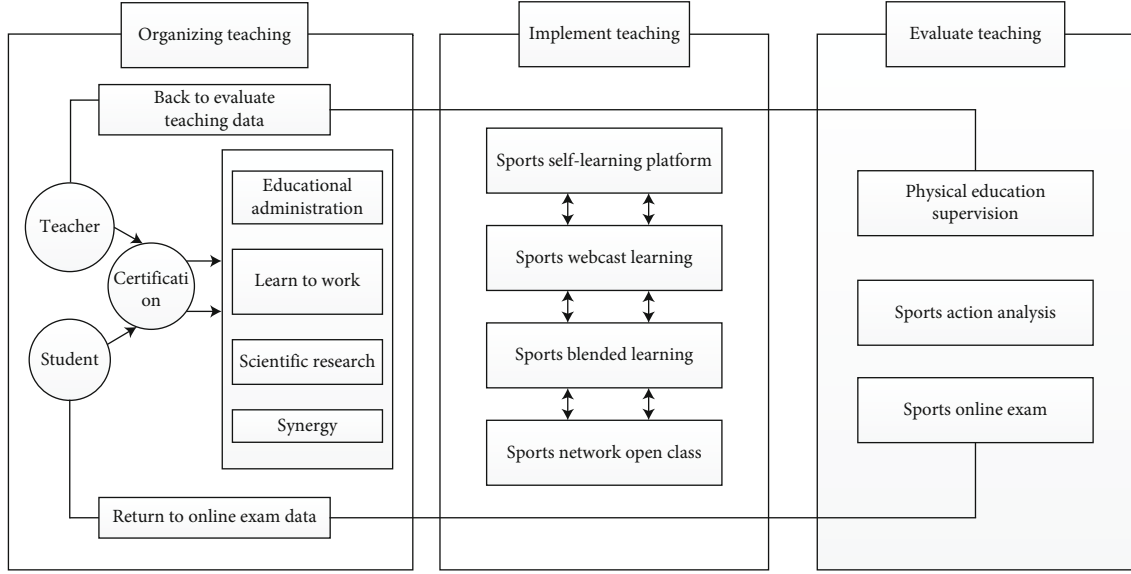 Organizing teaching
Implement teaching
Evaluate teaching
Back to evaluate
teaching data
Teacher
Certificati
on
Student
Educational
administration
Learn to work
Scientific research
Synergy
Return to online exam data
Sports self-learning platform
Sports webcast learning
Sports blended learning
Sports network open class
Physical education
supervision
Sports action analysis
Sports online exam